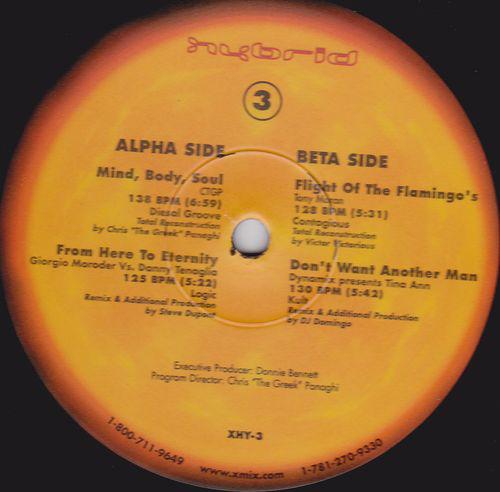 hybrid
3
ALPHA SIDE
Mind, Body, Soul
CTGP
138 BPM (6:59)
Diesal Groove
Total Reconstruction
by Chris "The Greek" Panaghi
From Here To Eternity
Giorgio Moroder Vs. Danny Tenaglia
125 BPM (5:22)
Logic
Remix & Additional Production
by Steve Dupont
BETA SIDE
Flight Of The Flamingo's
Tony Moran
128 BPM (5:31)
Contagious
Total Reconstruction
by Victor Victorious
Don't Want Another Man
Dynamix presents Tina Ann
130 BPM (5:42)
Kult
Remix & Additional Production
by DJ Domingo
Executive Producer: Donnie Bennett
Program Director: Chris "The Greek" Panaghi
XHY-3
1-800-711-9649
www.xmix.com
1-781-270-9330